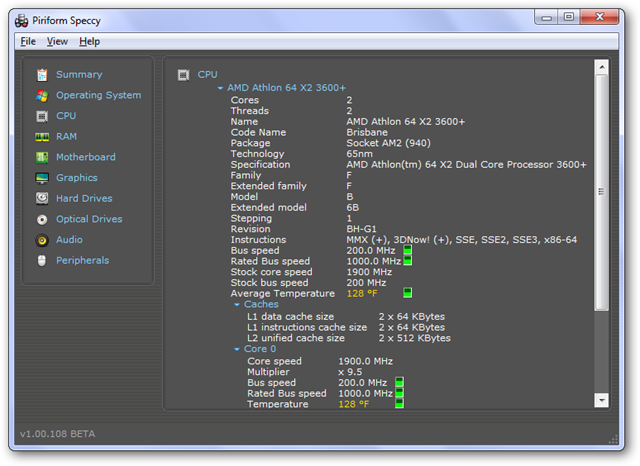 Piriform Speccy
File View Help
Summary
Operating System
CPU
RAM
Motherboard
Graphics
Hard Drives
Optical Drives
Audio
Peripherals
CPU
AMD Athlon 64 X2 3600+
Cores 2
Threads 2
Name AMD Athlon 64 X2 3600+
Code Name Brisbane
Package Socket AM2 (940)
Technology 65nm
Specification AMD Athlon(tm) 64 X2 Dual Core Processor 3600+
Family F
Extended family F
Model B
Extended model 6B
Stepping 1
Revision BH-G1
Instructions MMX (+), 3DNow! (+), SSE, SSE2, SSE3, x86-64
Bus speed 200.0 MHz
Rated Bus speed 1000.0 MHz
Stock core speed 1900 MHz
Stock bus speed 200 MHz
Average Temperature 128 °F
Caches
L1 data cache size 2 x 64 KBytes
L1 instructions cache size 2 x 64 KBytes
L2 unified cache size 2 x 512 KBytes
Core 0
Core speed 1900.0 MHz
Multiplier x 9.5
Bus speed 200.0 MHz
Rated Bus speed 1000.0 MHz
Temperature 128 °F
v1.00.108 BETA